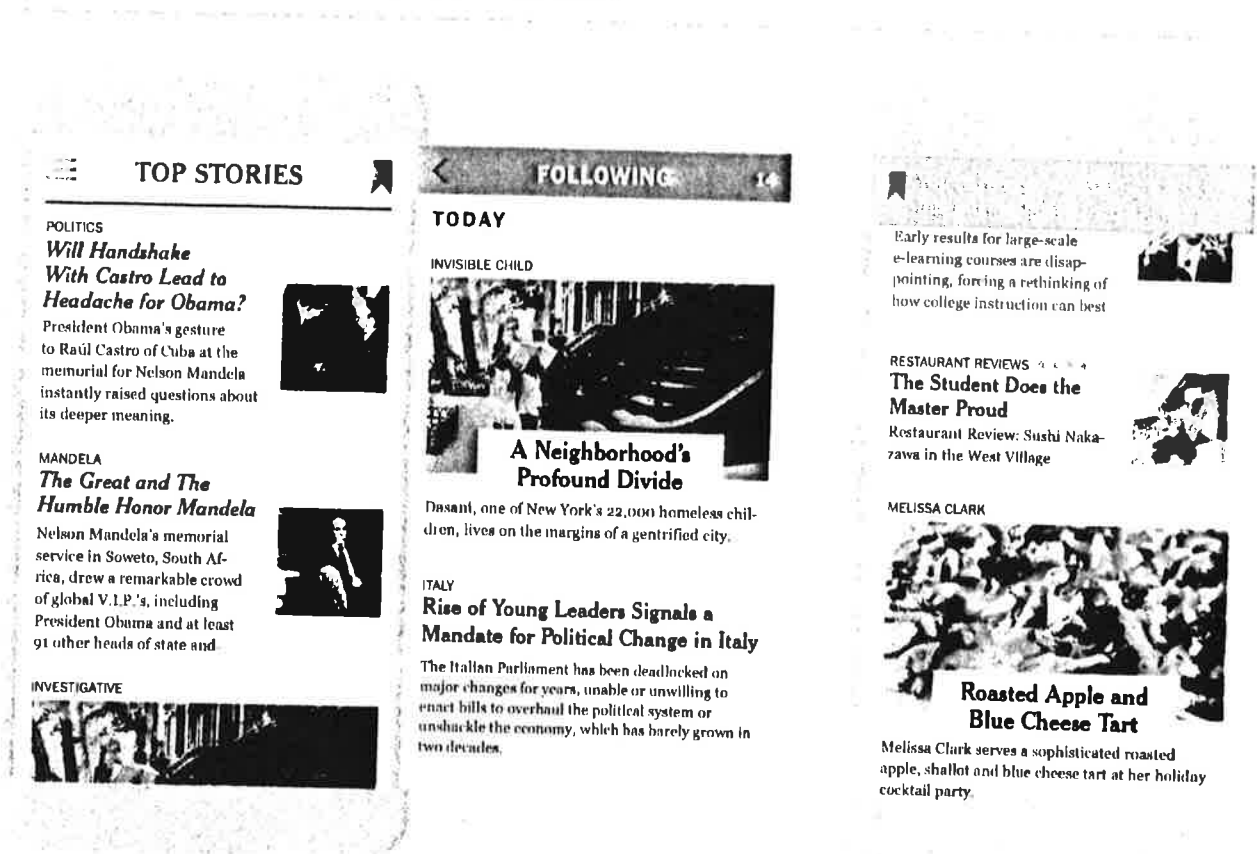 TOP STORIES
POLITICS
Will Handshake
With Castro Lead to
Headache for Obama?
President Obama's gesture
to Raúl Castro of Cuba at the
memorial for Nelson Mandela
instantly raised questions about
its deeper meaning.
MANDELA
The Great and The
Humble Honor Mandela
Nelson Mandela's memorial
service in Soweto, South Af-
rica, drew a remarkable crowd
of global V.I.P.'s, including
President Obama and at least
91 other heads of state and
INVESTIGATIVE
FOLLOWING
14
TODAY
INVISIBLE CHILD
A Neighborhood's
Profound Divide
Dasani, one of New York's 22,000 homeless chil-
dren, lives on the margins of a gentrified city.
ITALY
Rise of Young Leaders Signals a
Mandate for Political Change in Italy
The Italian Parliament has been deadlocked on
major changes for years, unable or unwilling to
enact bills to overhaul the political system or
unshackle the economy, which has barely grown in
two decades.
Early results for large-scale
e-learning courses are disap-
pointing, forcing a rethinking of
how college instruction can best
RESTAURANT REVIEWS
The Student Does the
Master Proud
Restaurant Review: Sushi Naka-
zawa in the West Village
MELISSA CLARK
Roasted Apple and
Blue Cheese Tart
Melissa Clark serves a sophisticated roasted
apple, shallot and blue cheese tart at her holiday
cocktail party.